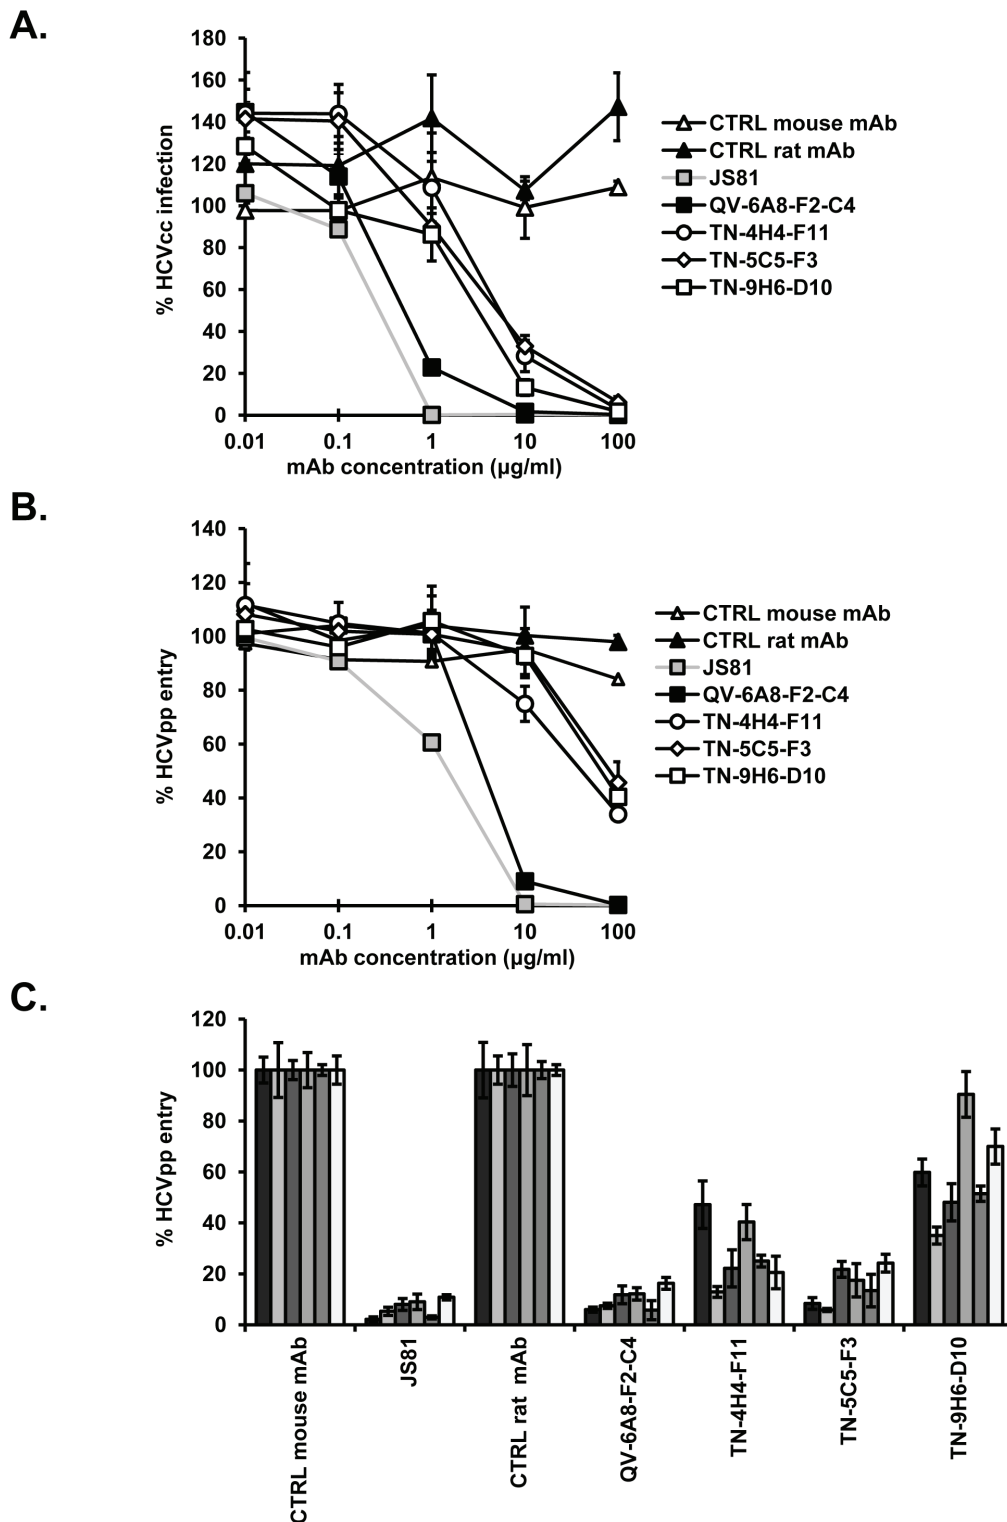 A.
180
160
140
120
100
80
60
40
20
0
% HCVcc infection
0.01 0.1 1 10 100
mAb concentration (µg/ml)
CTRL mouse mAb
CTRL rat mAb
JS81
QV-6A8-F2-C4
TN-4H4-F11
TN-5C5-F3
TN-9H6-D10
B.
140
120
100
80
60
40
20
0
% HCVpp entry
0.01 0.1 1 10 100
mAb concentration (µg/ml)
CTRL mouse mAb
CTRL rat mAb
JS81
QV-6A8-F2-C4
TN-4H4-F11
TN-5C5-F3
TN-9H6-D10
C.
120
100
80
60
40
20
0
% HCVpp entry
CTRL mouse mAb
JS81
CTRL rat mAb
QV-6A8-F2-C4
TN-4H4-F11
TN-5C5-F3
TN-9H6-D10